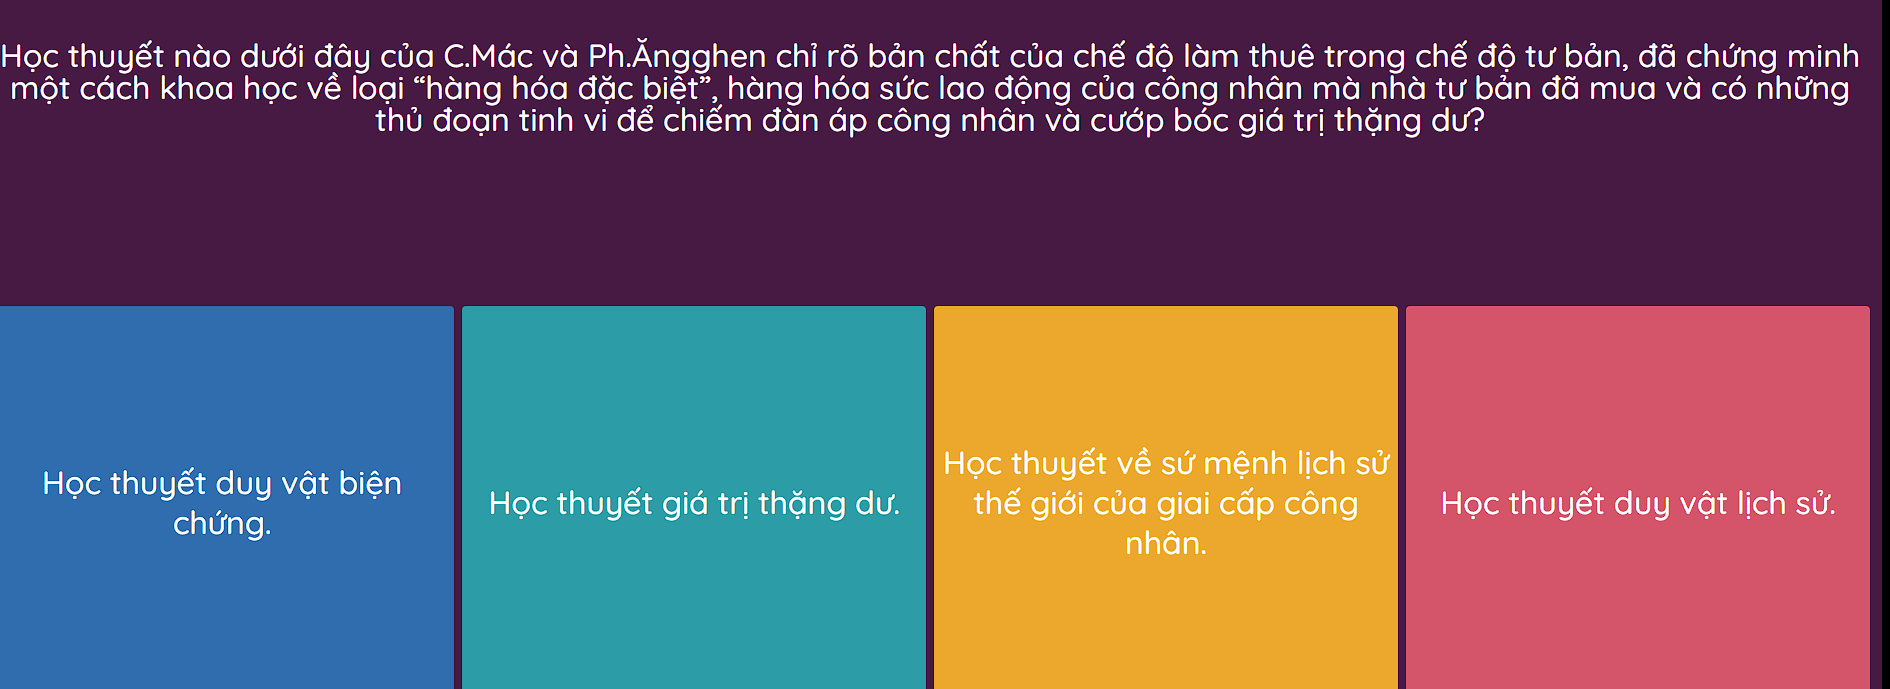 Học thuyết nào dưới đây của C.Mác và Ph.Ăngghen chỉ rõ bản chất của chế độ làm thuê trong chế độ tư bản, đã chứng minh
một cách khoa học về loại “hàng hóa đặc biệt”, hàng hóa sức lao động của công nhân mà nhà tư bản đã mua và có những
thủ đoạn tinh vi để chiếm đàn áp công nhân và cướp bóc giá trị thặng dư?
Học thuyết duy vật biện
chứng.
Học thuyết giá trị thặng dư.
Học thuyết về sứ mệnh lịch sử
thế giới của giai cấp công
nhân.
Học thuyết duy vật lịch sử.